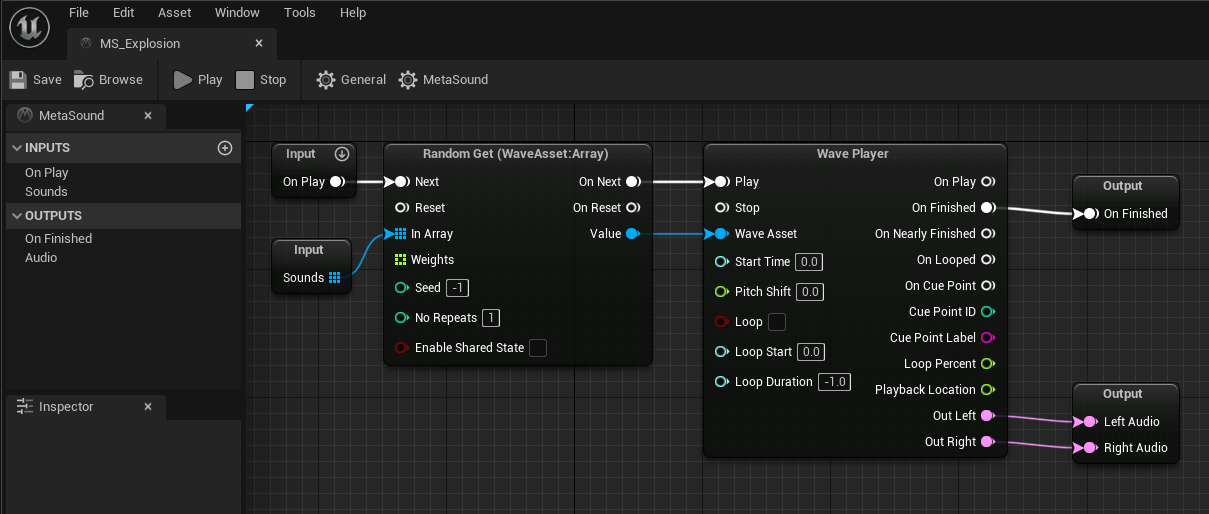 File Edit Asset Window Tools Help
MS_Explosion
Save Browse Play Stop General MetaSound
MetaSound
INPUTS
On Play
Sounds
OUTPUTS
On Finished
Audio
Inspector
Input
On Play
Input
Sounds
Random Get (WaveAsset:Array)
Next On Next
Reset On Reset
In Array Value
Weights
Seed -1
No Repeats 1
Enable Shared State
Wave Player
Play On Play
Stop On Finished
Wave Asset On Nearly Finished
Start Time 0.0 On Looped
Pitch Shift 0.0 On Cue Point
Loop Cue Point ID
Loop Start 0.0 Cue Point Label
Loop Duration -1.0 Loop Percent
Playback Location
Out Left
Out Right
Output
On Finished
Output
Left Audio
Right Audio